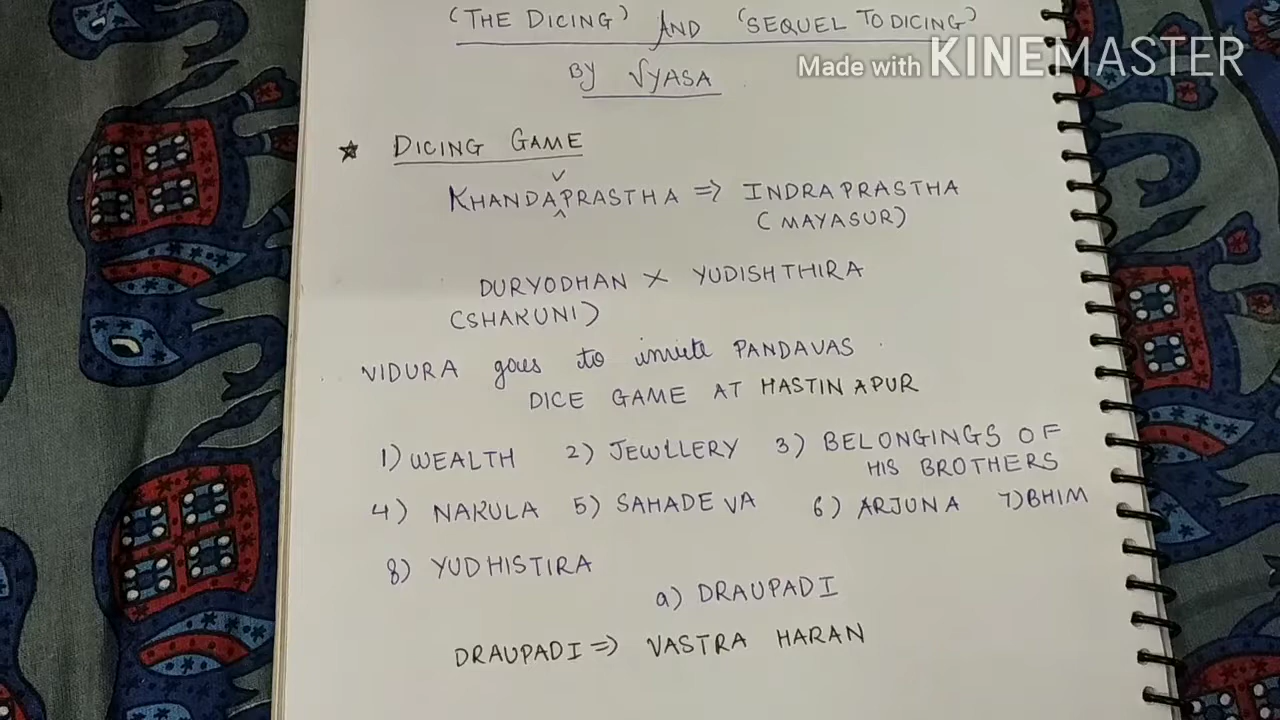 (THE DICING) AND (SEQUEL TO DICING)
Made with KINEMASTER
BY VYASA
DICING GAME
KHANDAVPRASTHA => INDRAPRASTHA
(MAYASUR)
DURYODHAN X YUDISHTHIRA
(SHAKUNI)
VIDURA goes to invite PANDAVAS
DICE GAME AT HASTINAPUR
1) WEALTH 2) JEWLLERY 3) BELONGINGS OF
HIS BROTHERS
4) NAKULA 5) SAHADEVA 6) ARJUNA 7) BHIM
8) YUDHISTIRA
a) DRAUPADI
DRAUPADI => VASTRA HARAN